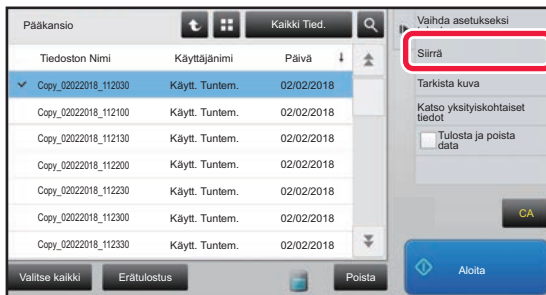 Pääkansio
Kaikki Tied.
Tiedoston Nimi Käyttäjänimi Päivä
Copy_02022018_112030 Käytt. Tuntem. 02/02/2018
Copy_02022018_112100 Käytt. Tuntem. 02/02/2018
Copy_02022018_112130 Käytt. Tuntem. 02/02/2018
Copy_02022018_112200 Käytt. Tuntem. 02/02/2018
Copy_02022018_112230 Käytt. Tuntem. 02/02/2018
Copy_02022018_112300 Käytt. Tuntem. 02/02/2018
Copy_02022018_112330 Käytt. Tuntem. 02/02/2018
Valitse kaikki
Erätulostus
Poista
Vaihda asetukseksi
Siirrä
Tarkista kuva
Katso yksityiskohtaiset
tiedot
Tulosta ja poista
data
CA
Aloita